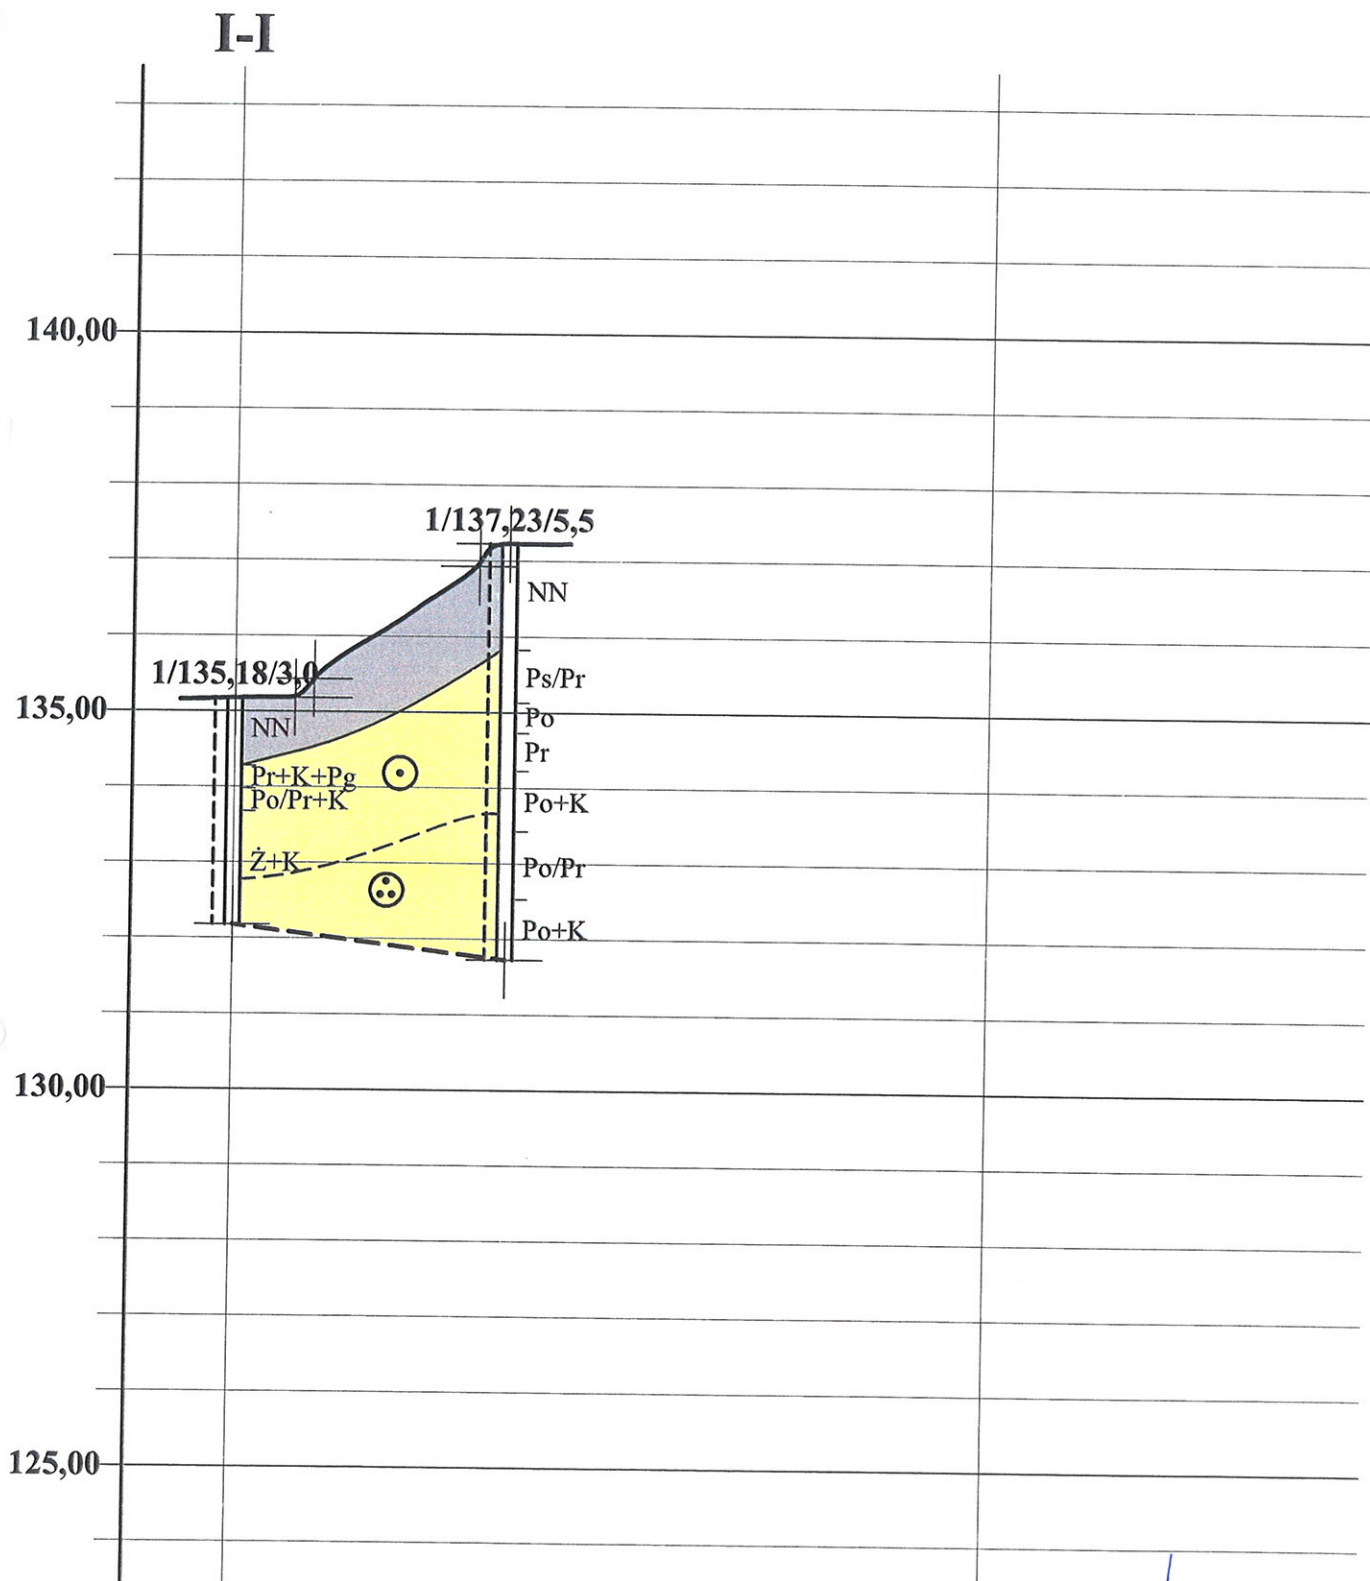 I-I
140,00
1/137,23/5,5
NN
1/135,18/3,0
Ps/Pr
135,00
Po
NN
Pr
Pr+K+Pg
Po/Pr+K
Po+K
Ż+K
Po/Pr
Po+K
130,00
125,00